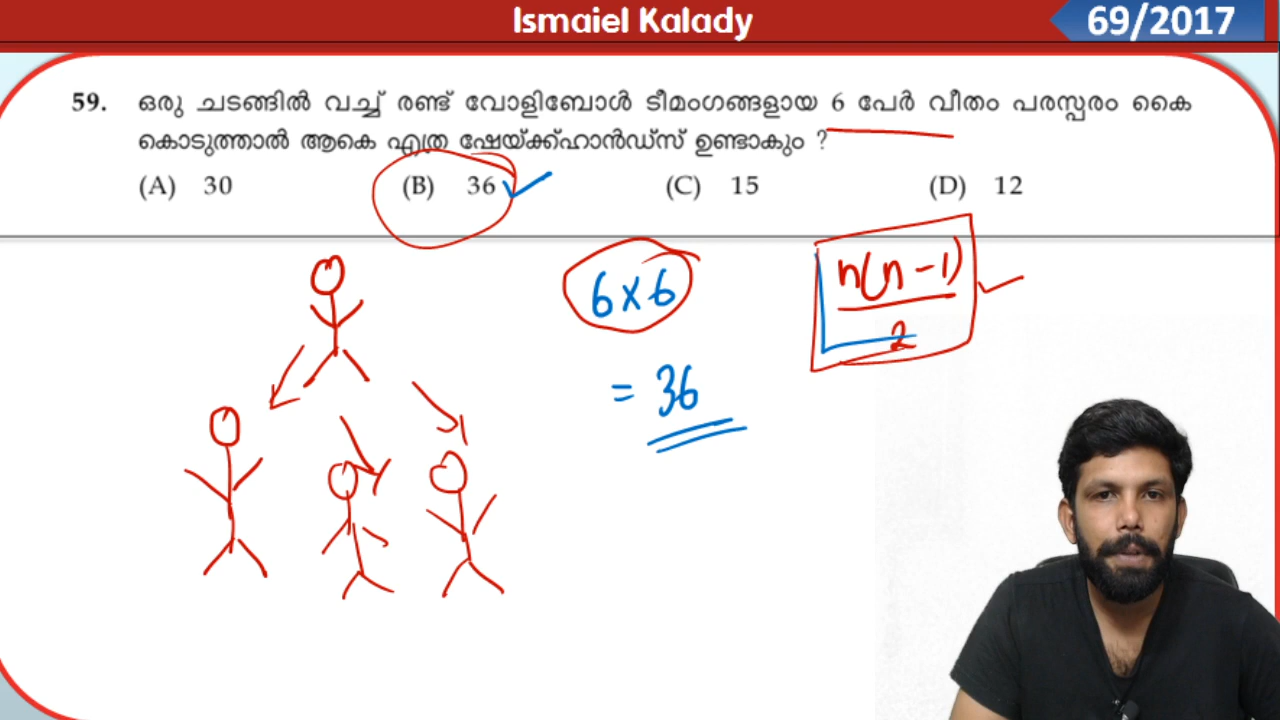 Ismaiel Kalady
69/2017
59. ഒരു ചടങ്ങിൽ വച്ച് രണ്ട് വോളിബോൾ ടീമംഗങ്ങളായ 6 പേർ വീതം പരസ്പരം കൈ
കൊടുത്താൽ ആകെ എത്ര ഷേയ്ക്ക്ഹാൻഡ്സ് ഉണ്ടാകും ?
(A) 30 (B) 36 (C) 15 (D) 12
6 x 6
n(n-1)
2
= 36